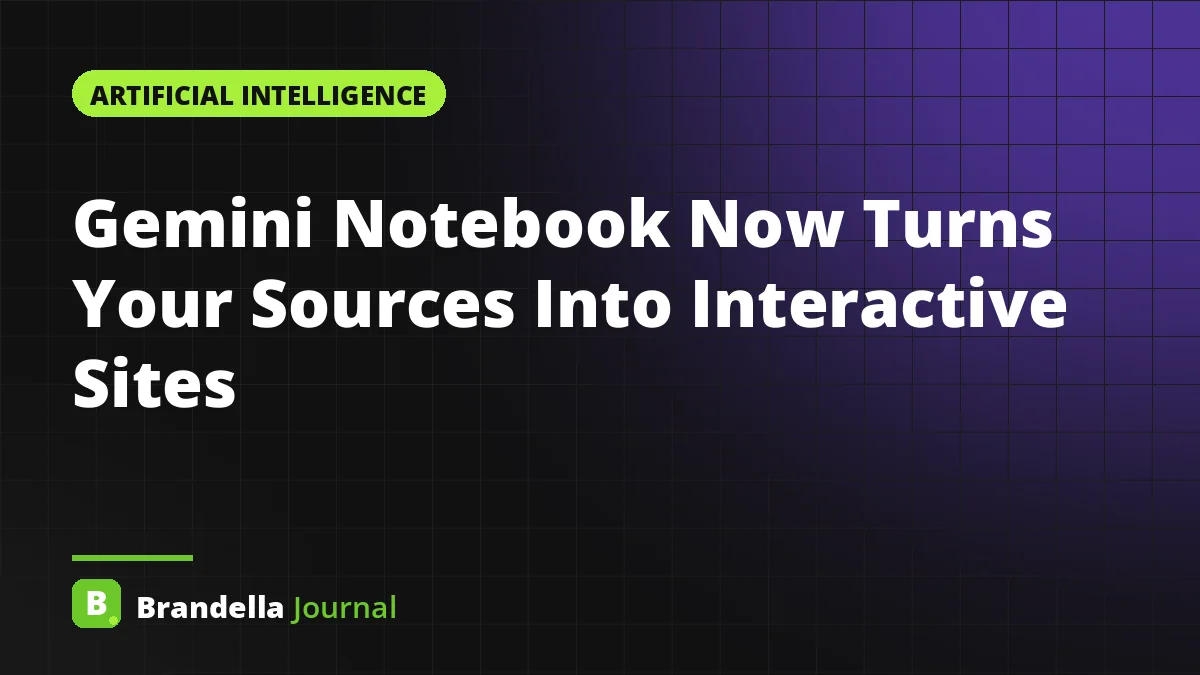 ARTIFICIAL INTELLIGENCE
Gemini Notebook Now Turns
Your Sources Into Interactive
Sites
B
Brandella Journal